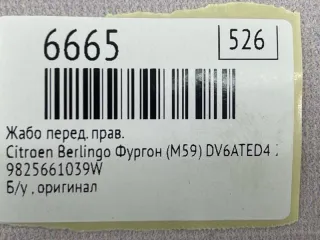 6665
526
Жабо перед. прав.
Citroen Berlingo Фургон (M59) DV6ATED4
9825661039W
Б/у , оригинал